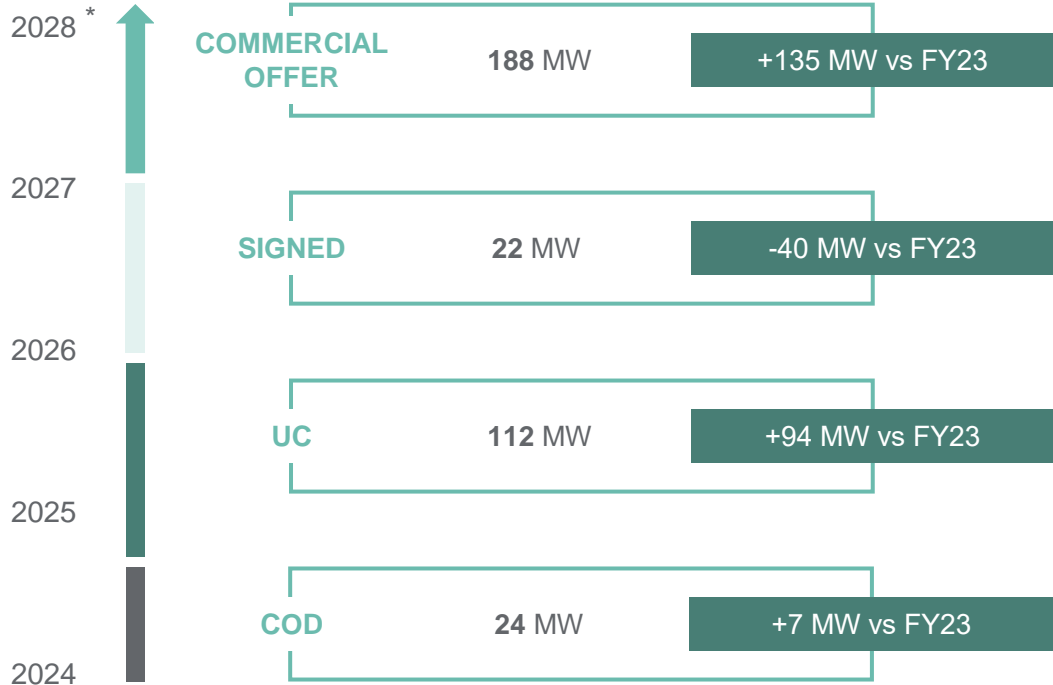 2028 *
COMMERCIAL
OFFER
188 MW
+135 MW vs FY23
2027
SIGNED
22 MW
-40 MW vs FY23
2026
UC
112 MW
+94 MW vs FY23
2025
COD
24 MW
+7 MW vs FY23
2024